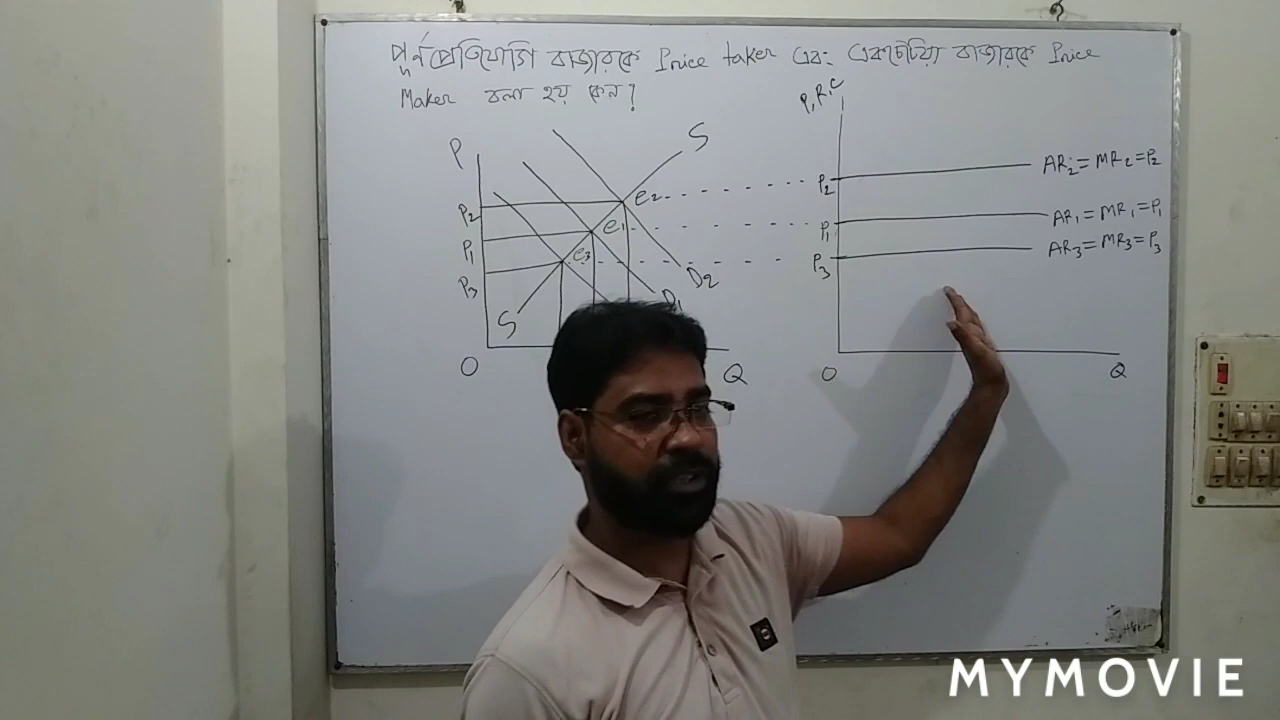 পূর্ণপ্রতিযোগি বাজারকে Price taker এবং একচেটিয়া বাজারকে Price
Maker বলা হয় কেন?
P
S
P₂
P₁
P₃
e₂
e₁
e₃
S
D₂
D₁
O
Q
P, R, C
P₂
P₁
P₃
AR₂ = MR₂ = P₂
AR₁ = MR₁ = P₁
AR₃ = MR₃ = P₃
O
Q
MYMOVIE